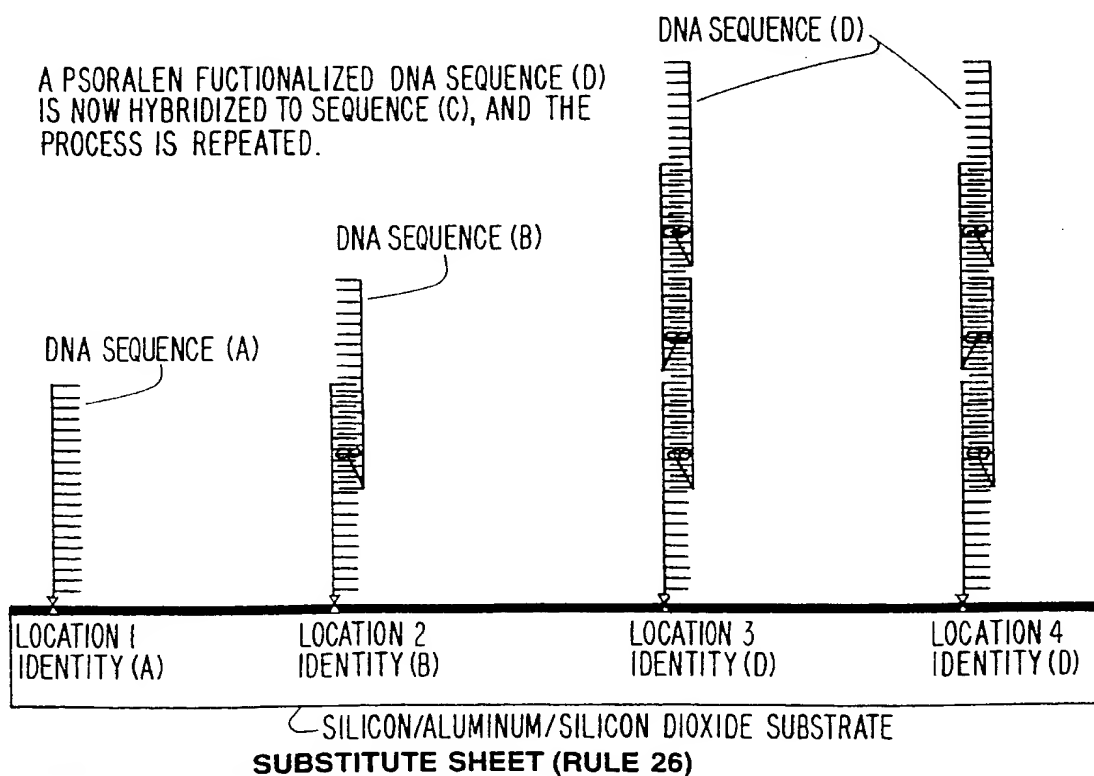 DNA SEQUENCE (D)
A PSORALEN FUCTIONALIZED DNA SEQUENCE (D)
IS NOW HYBRIDIZED TO SEQUENCE (C), AND THE
PROCESS IS REPEATED.
DNA SEQUENCE (B)
DNA SEQUENCE (A)
LOCATION 1
IDENTITY (A)
LOCATION 2
IDENTITY (B)
LOCATION 3
IDENTITY (D)
LOCATION 4
IDENTITY (D)
SILICON/ALUMINUM/SILICON DIOXIDE SUBSTRATE
SUBSTITUTE SHEET (RULE 26)